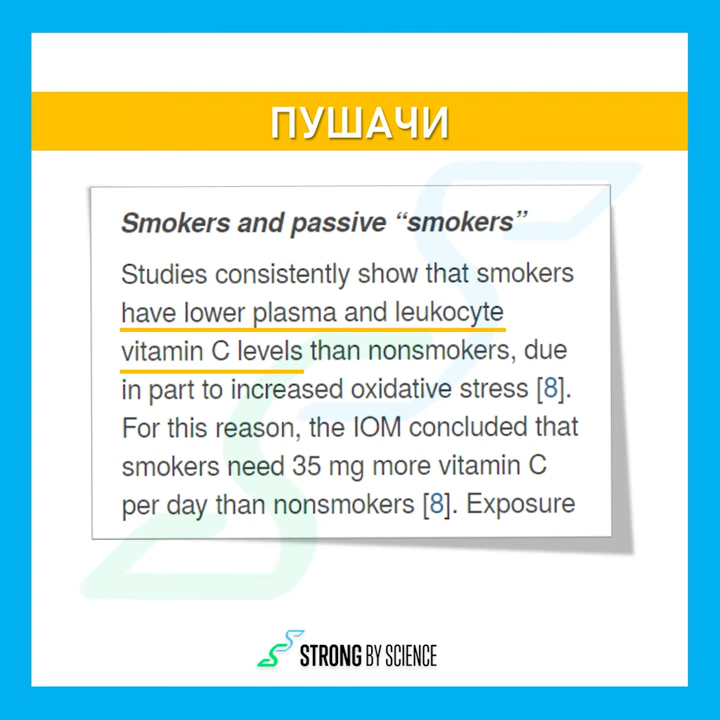 ПУШАЧИ
Smokers and passive “smokers”
Studies consistently show that smokers
have lower plasma and leukocyte
vitamin C levels than nonsmokers, due
in part to increased oxidative stress [8].
For this reason, the IOM concluded that
smokers need 35 mg more vitamin C
per day than nonsmokers [8]. Exposure
STRONG BY SCIENCE